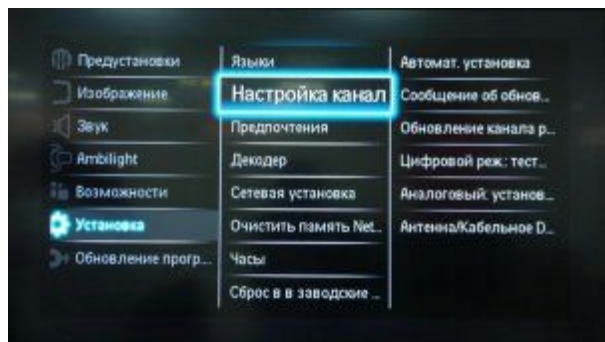 Предустановки
Изображение
Звук
Ambilight
Возможности
Установка
Обновление прогр...
Языки
Настройка канал
Предпочтения
Декодер
Сетевая установка
Очистить память Net...
Часы
Сброс в в заводские ...
Автомат. установка
Сообщение об обнов...
Обновление канала р...
Цифровой реж.: тест...
Аналоговый: установ...
Антенна/Кабельное D...